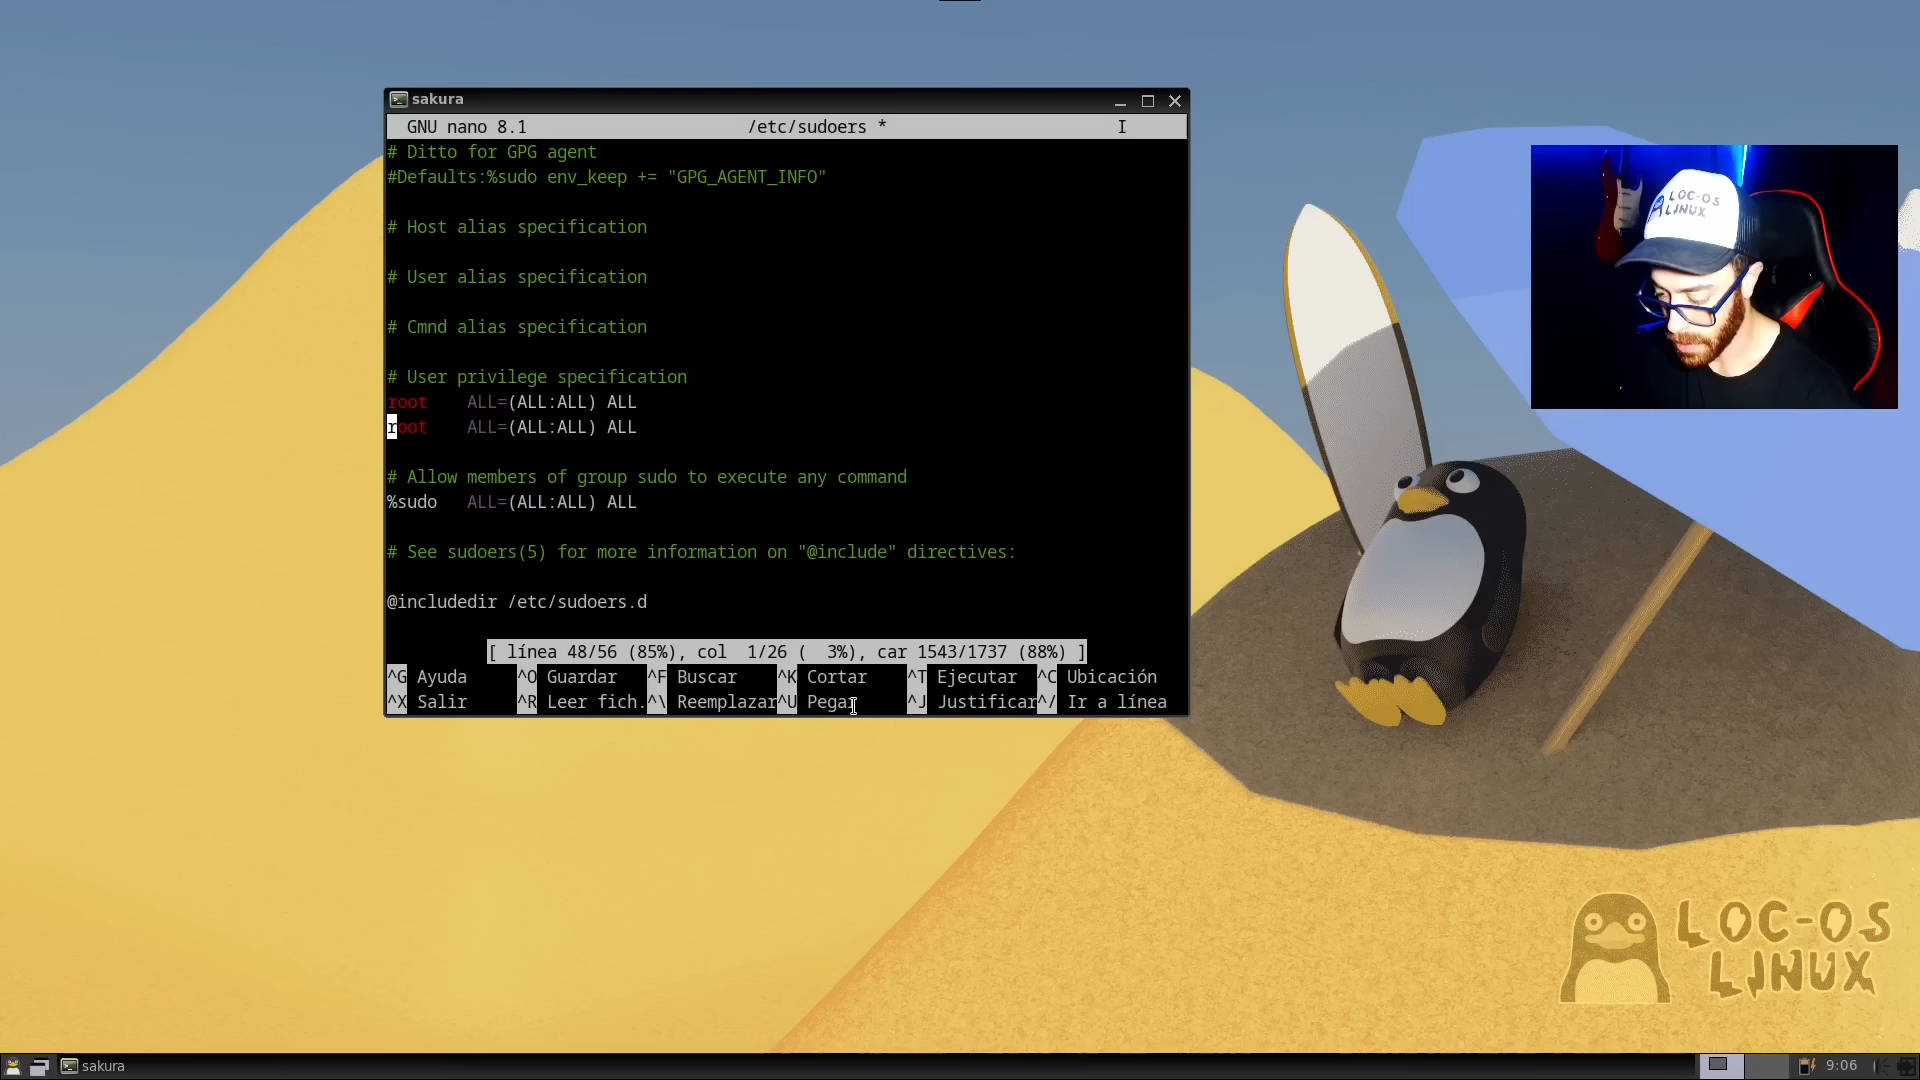 sakura
GNU nano 8.1 /etc/sudoers * I
# Ditto for GPG agent
#Defaults:%sudo env_keep += "GPG_AGENT_INFO"
# Host alias specification
# User alias specification
# Cmnd alias specification
# User privilege specification
root ALL=(ALL:ALL) ALL
root ALL=(ALL:ALL) ALL
# Allow members of group sudo to execute any command
%sudo ALL=(ALL:ALL) ALL
# See sudoers(5) for more information on "@include" directives:
@includedir /etc/sudoers.d
[ línea 48/56 (85%), col 1/26 ( 3%), car 1543/1737 (88%) ]
^G Ayuda ^O Guardar ^F Buscar ^K Cortar ^T Ejecutar ^C Ubicación
^X Salir ^R Leer fich. ^\ Reemplazar ^U Pegar ^J Justificar ^/ Ir a línea
LOC-OS
LINUX
LOC-OS
LINUX
sakura
9:06